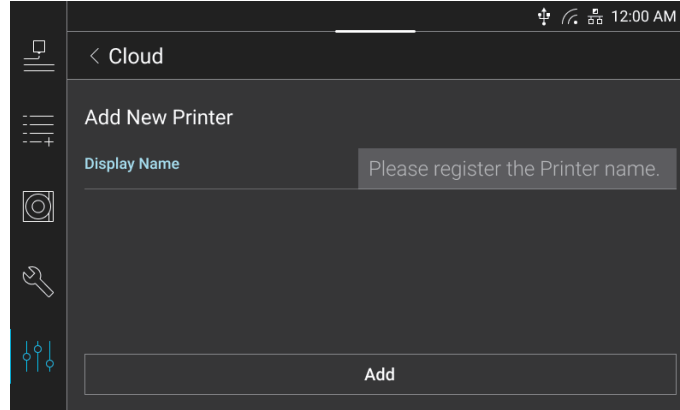 12:00 AM
Cloud
Add New Printer
Display Name
Please register the Printer name.
Add